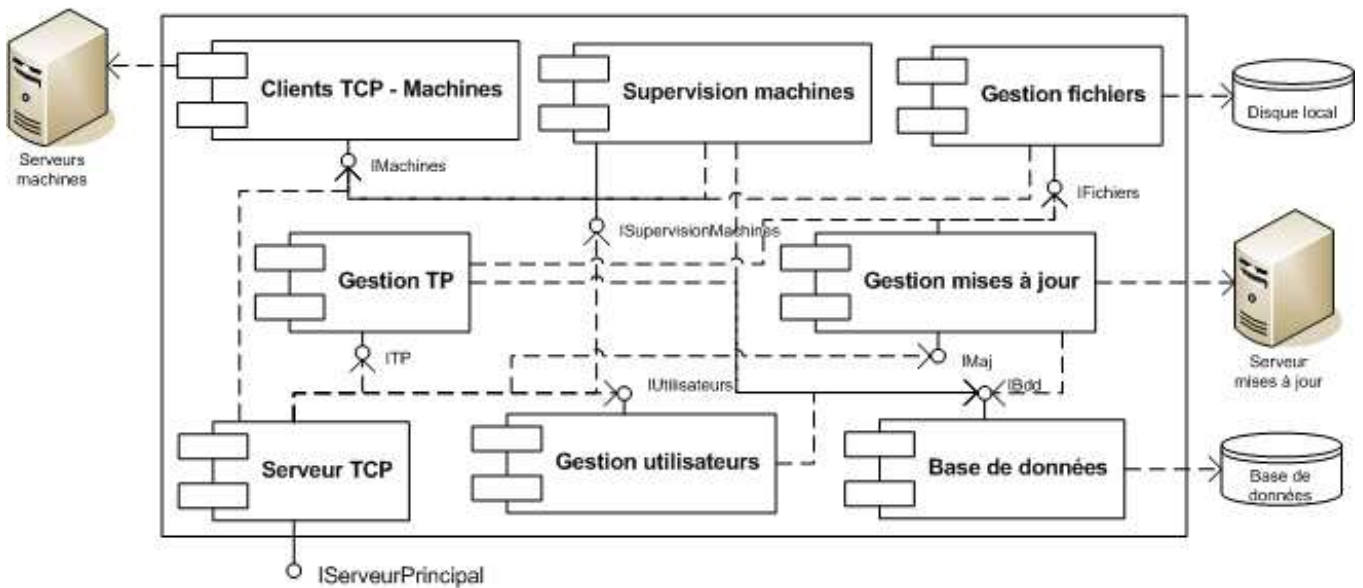 Clients TCP - Machines
Supervision machines
Gestion fichiers
Disque local
Serveurs
machines
IMachines
IFichiers
ISupervisionMachines
Gestion TP
Gestion mises à jour
ITP
IMaj
Serveur
mises à jour
IUtilisateurs
IBdd
Serveur TCP
Gestion utilisateurs
Base de données
Base de
données
IServeurPrincipal